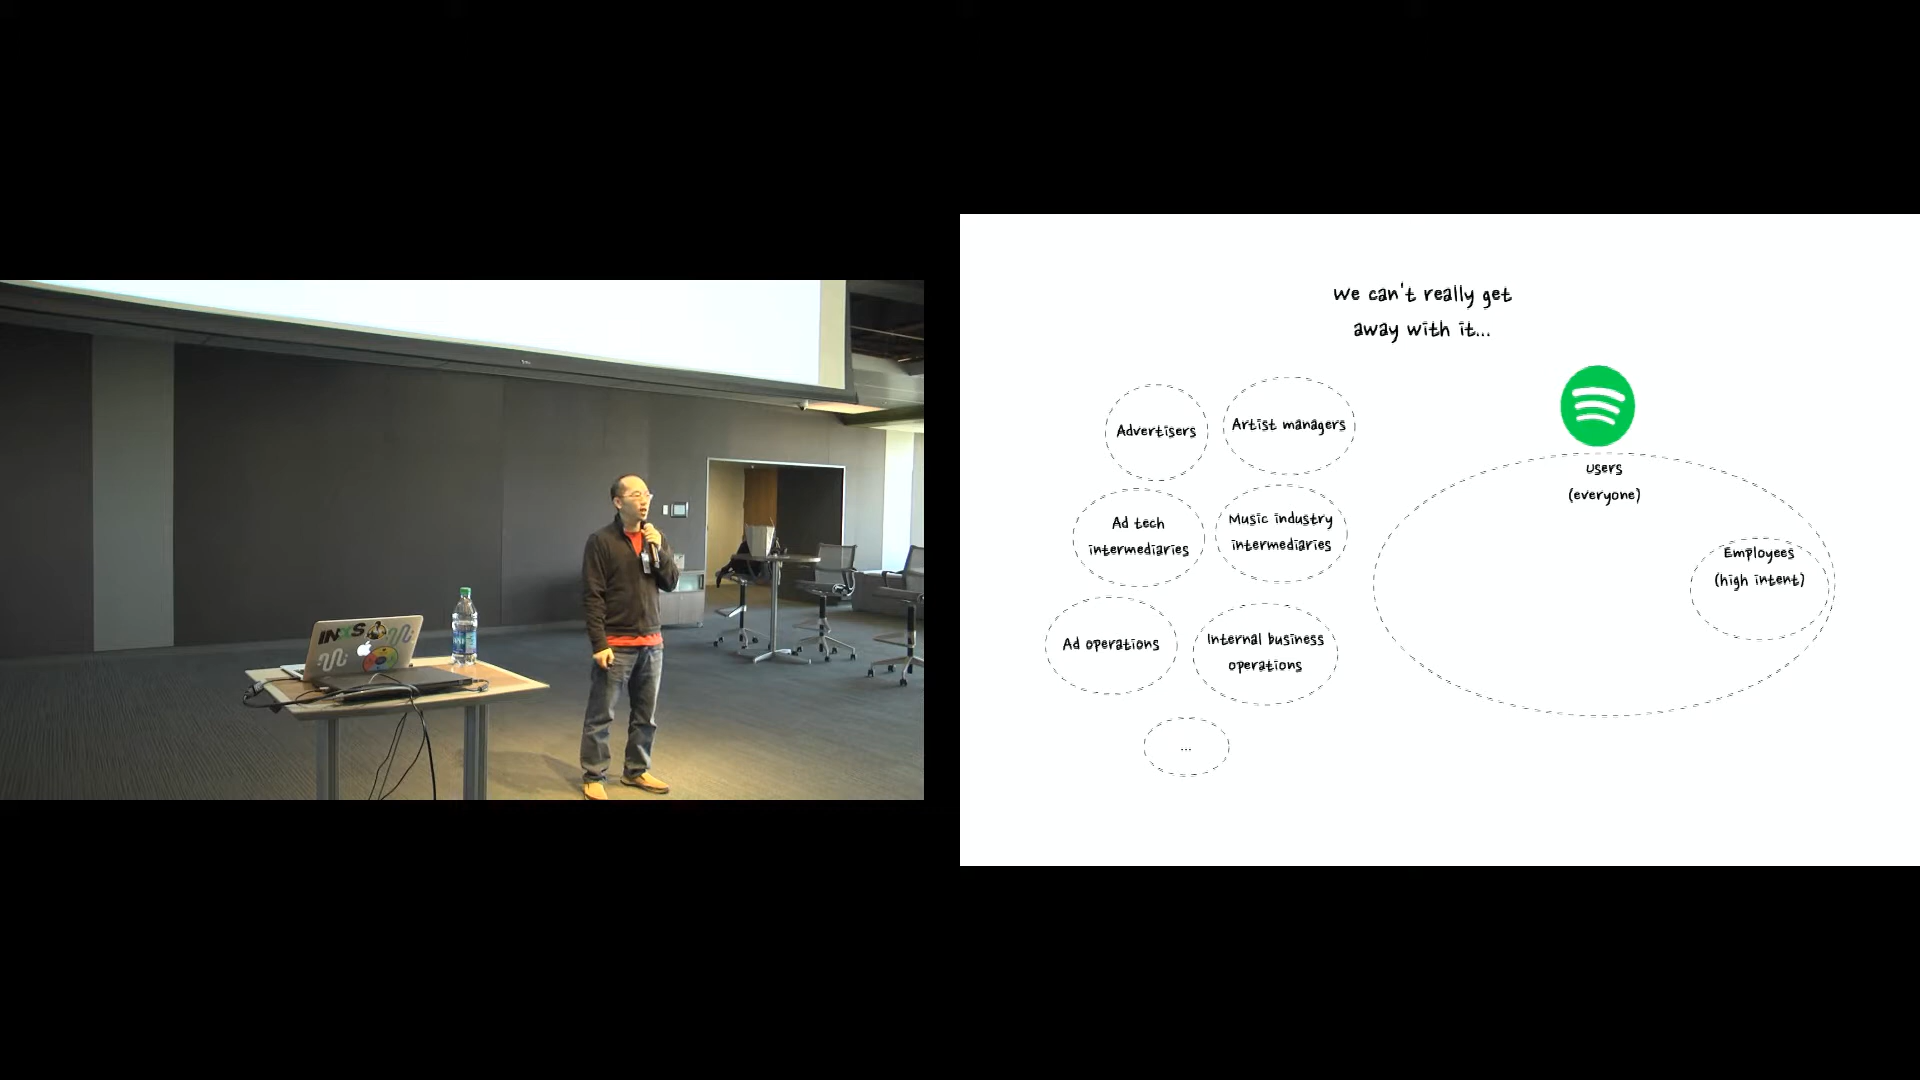 We can't really get
away with it...
Advertisers
Artist managers
Users
(everyone)
Ad tech
intermediaries
Music industry
intermediaries
Employees
(high intent)
Ad operations
Internal business
operations
...
INXS